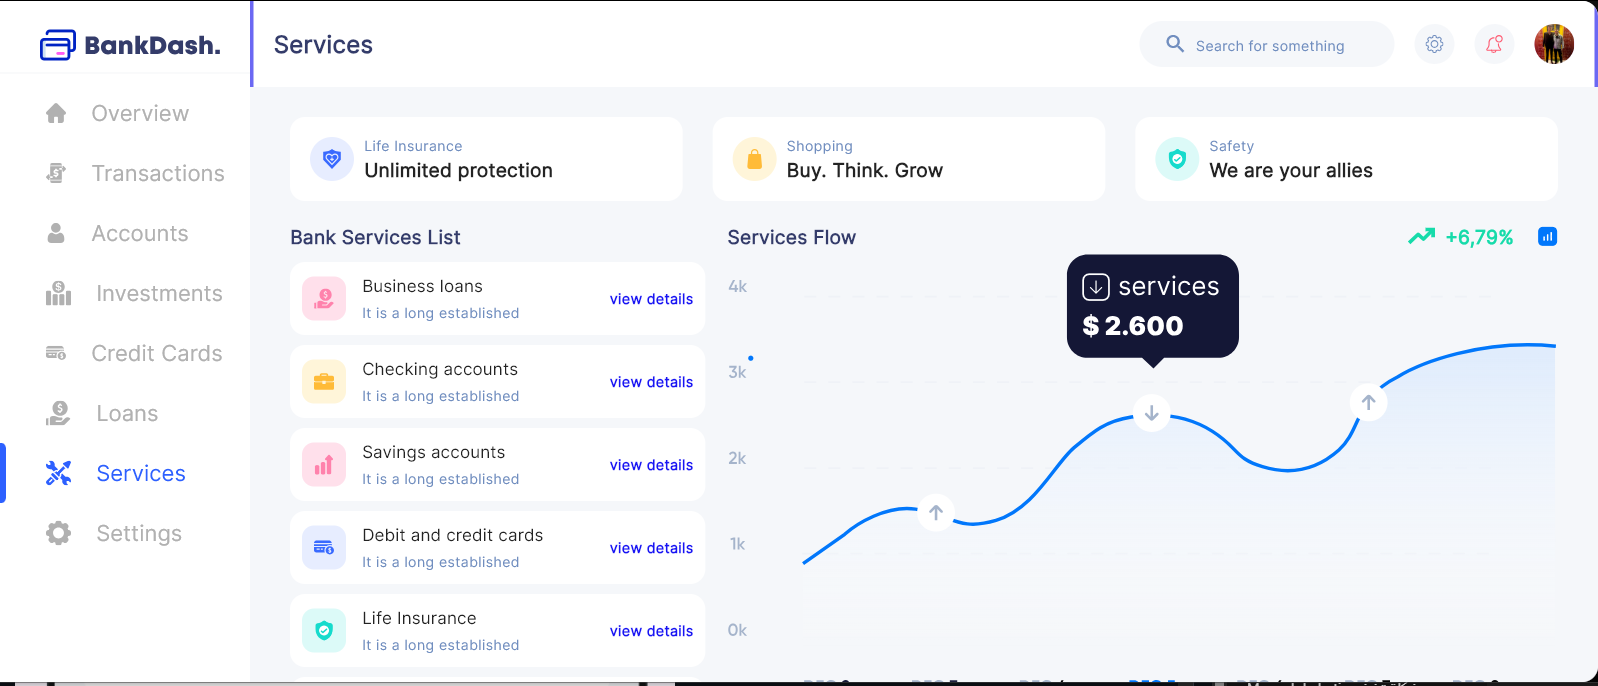 BankDash.
Services
Search for something
Overview
Transactions
Accounts
Investments
Credit Cards
Loans
Services
Settings
Life Insurance
Unlimited protection
Shopping
Buy. Think. Grow
Safety
We are your allies
Bank Services List
Business loans
It is a long established
view details
Checking accounts
It is a long established
view details
Savings accounts
It is a long established
view details
Debit and credit cards
It is a long established
view details
Life Insurance
It is a long established
view details
Services Flow
+6,79%
services
$ 2.600
4k
3k
2k
1k
0k